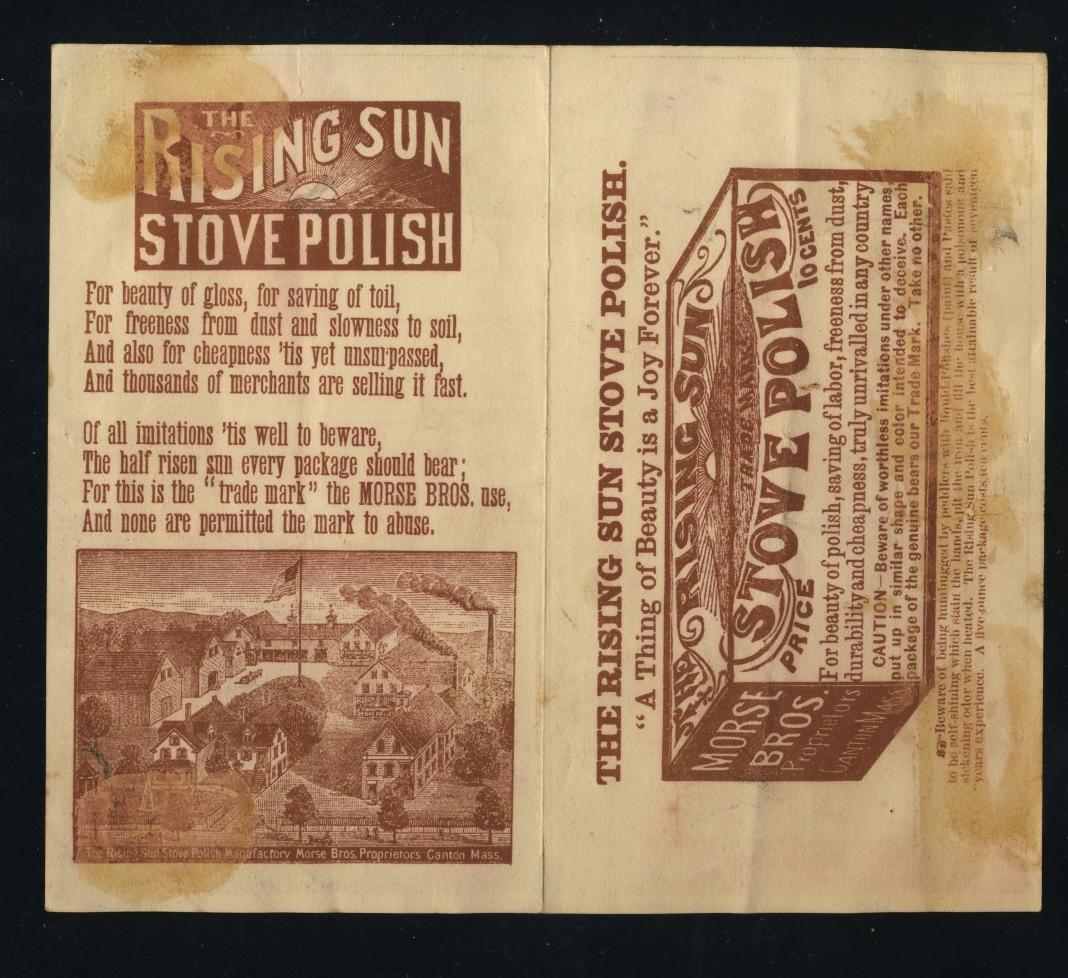 THE
RISING SUN
STOVE POLISH
For beauty of gloss, for saving of toil,
For freeness from dust and slowness to soil,
And also for cheapness 'tis yet unsurpassed,
And thousands of merchants are selling it fast.
Of all imitations 'tis well to beware,
The half risen sun every package should bear;
For this is the "trade mark" the MORSE BROS. use,
And none are permitted the mark to abuse.
The Rising Sun Stove Polish Manufactory Morse Bros. Proprietors Canton Mass.
THE RISING SUN STOVE POLISH.
"A Thing of Beauty is a Joy Forever."
THE RISING SUN
TRADE MARK
STOVE POLISH
PRICE 10 CENTS
For beauty of polish, saving of labor, freeness from dust,
durability and cheapness, truly unrivalled in any country
CAUTION—Beware of worthless imitations under other names
put up in similar shape and color intended to deceive. Each
package of the genuine bears our Trade Mark. Take no other.
MORSE
BROS.
Proprietors
CANTON Mass.
Beware of being humbugged by peddlers with liquid Polishes (paint) and Pastes said
to be self-shining which stain the hands, pit the iron and fill the house with a poisonous and
sickening odor when heated. The Rising Sun Polish is the best attainable result of seventeen
years experience. A five-ounce package costs ten cents.